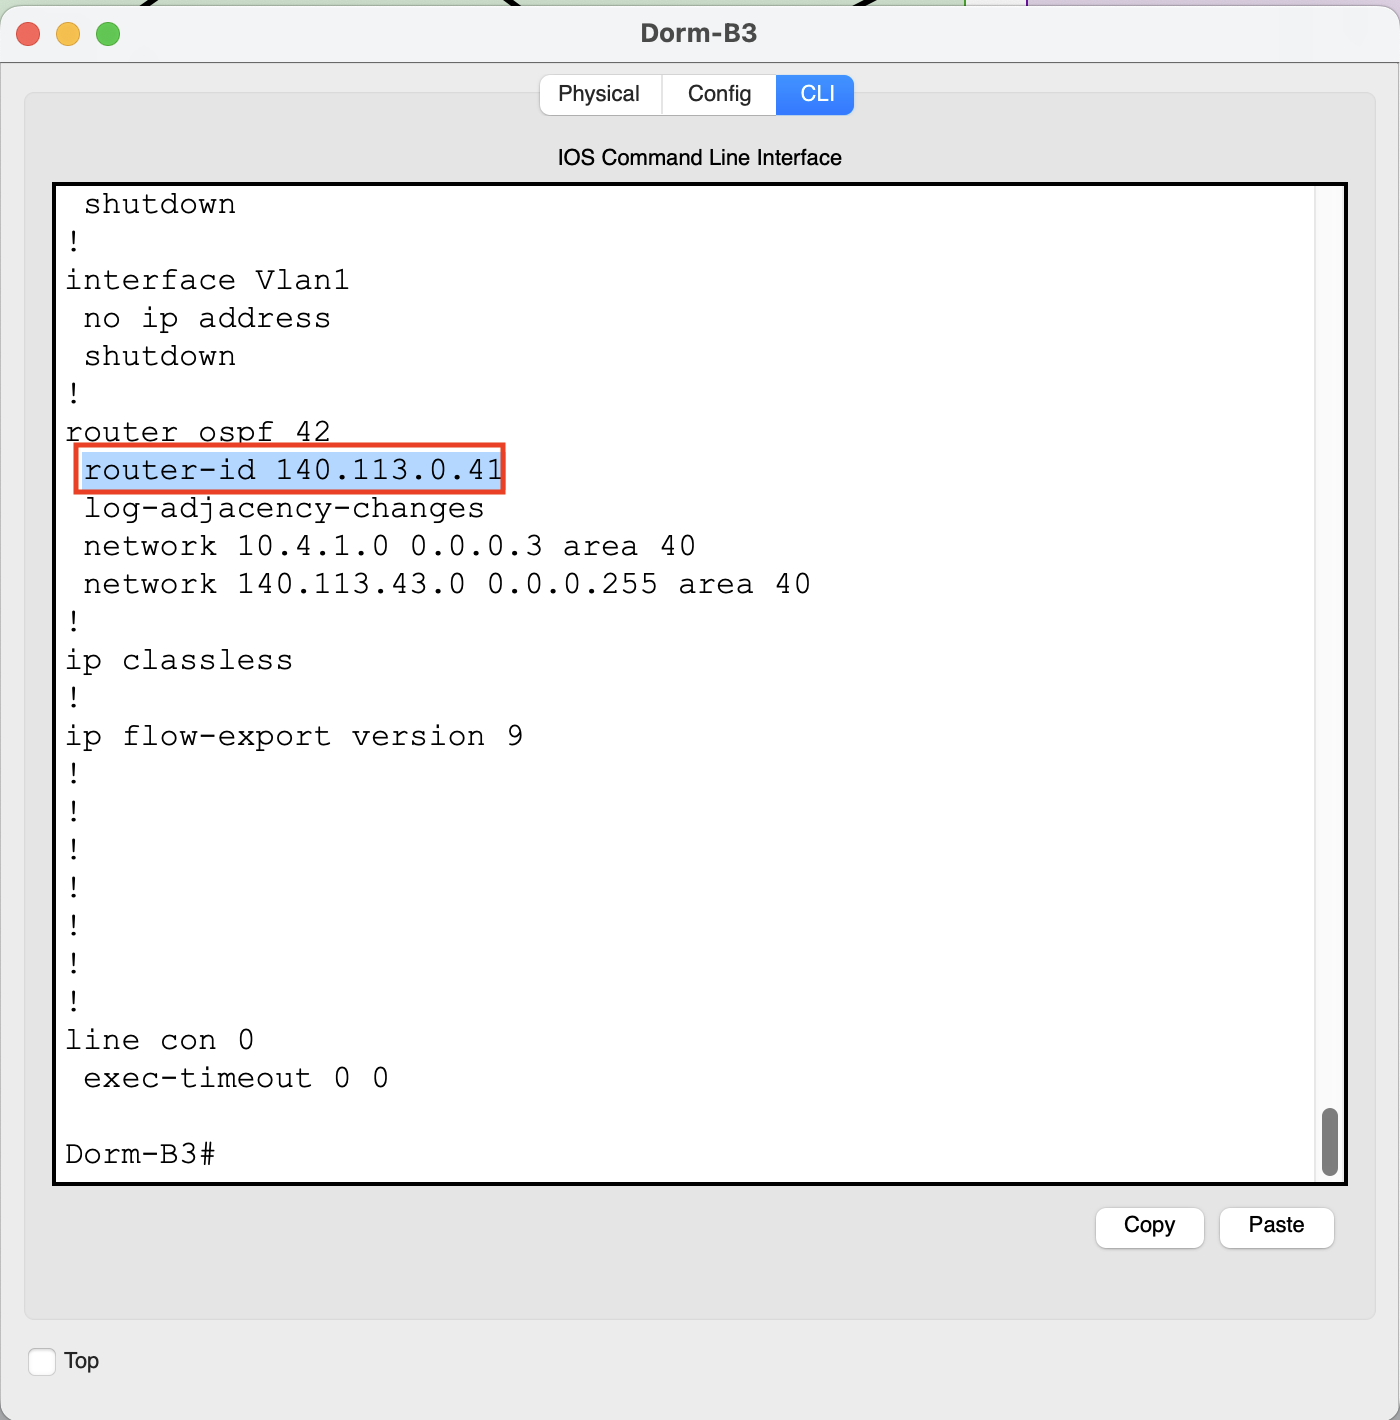 Dorm-B3
Physical Config CLI
IOS Command Line Interface
shutdown
!
interface Vlan1
no ip address
shutdown
!
router ospf 42
router-id 140.113.0.41
log-adjacency-changes
network 10.4.1.0 0.0.0.3 area 40
network 140.113.43.0 0.0.0.255 area 40
!
ip classless
!
ip flow-export version 9
!
!
!
!
!
!
!
line con 0
exec-timeout 0 0
Dorm-B3#
Copy Paste
Top